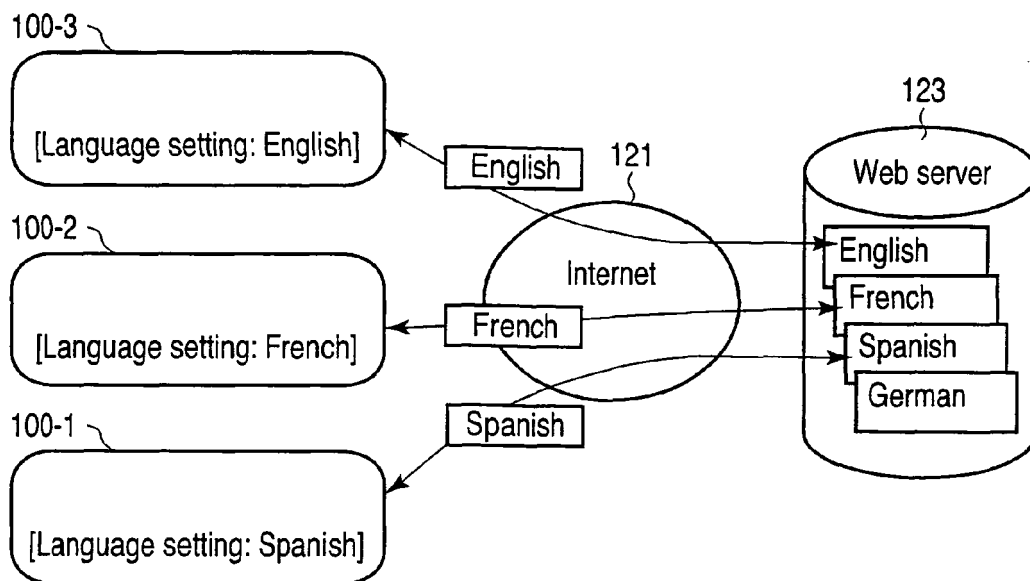 100-3
[Language setting: English]
English
121
123
Web server
100-2
[Language setting: French]
Internet
French
English
French
Spanish
German
100-1
[Language setting: Spanish]
Spanish